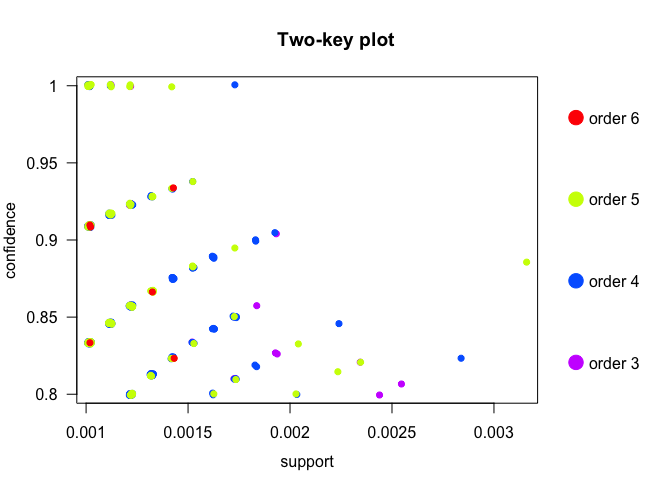 Two-key plot
1
0.95
0.9
0.85
0.8
confidence
0.001
0.0015
0.002
0.0025
0.003
support
order 6
order 5
order 4
order 3